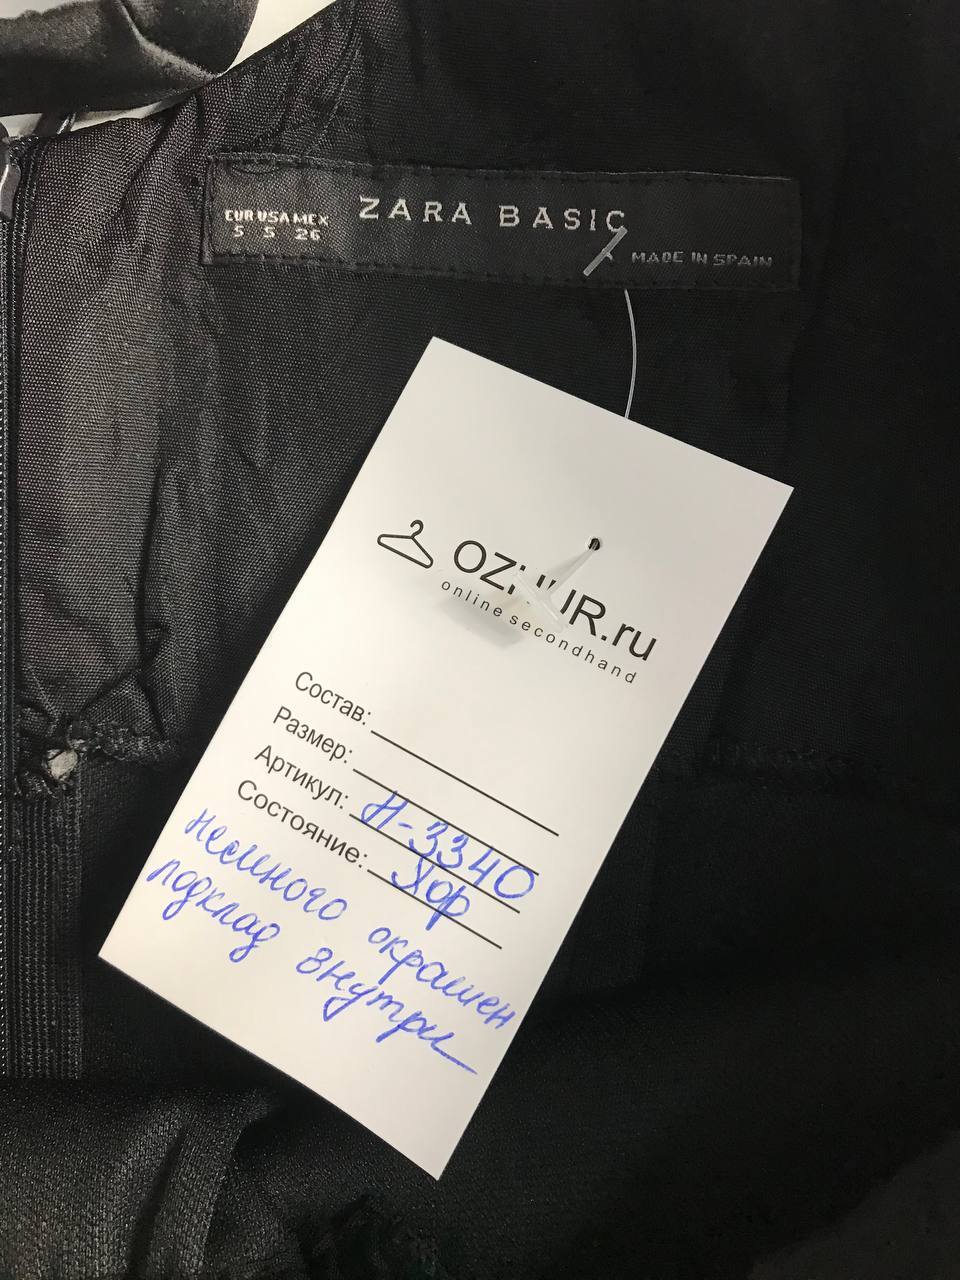 EUR USA MEX
S S 26
ZARA BASIC
MADE IN SPAIN
online secondhand
Состав:
Размер:
Артикул: Н-3340
Состояние: Хор
немного окрашен
подклад внутри